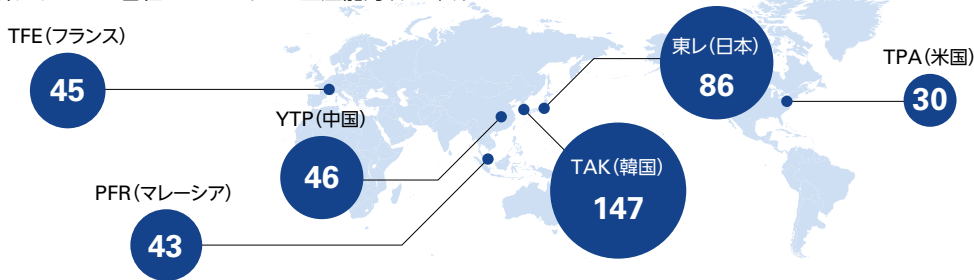 TFE(フランス)
45
YTP(中国)
46
PFR(マレーシア)
43
東レ(日本)
86
TAK(韓国)
147
TPA(米国)
30